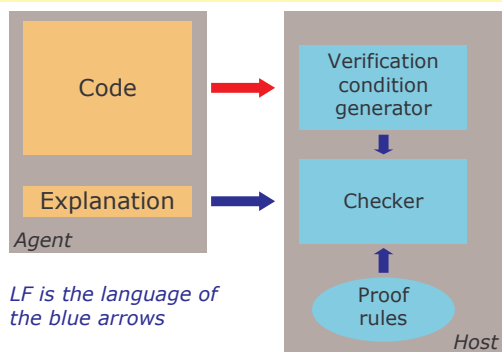 Code
Explanation
Agent
LF is the language of
the blue arrows
Verification
condition
generator
Checker
Proof
rules
Host